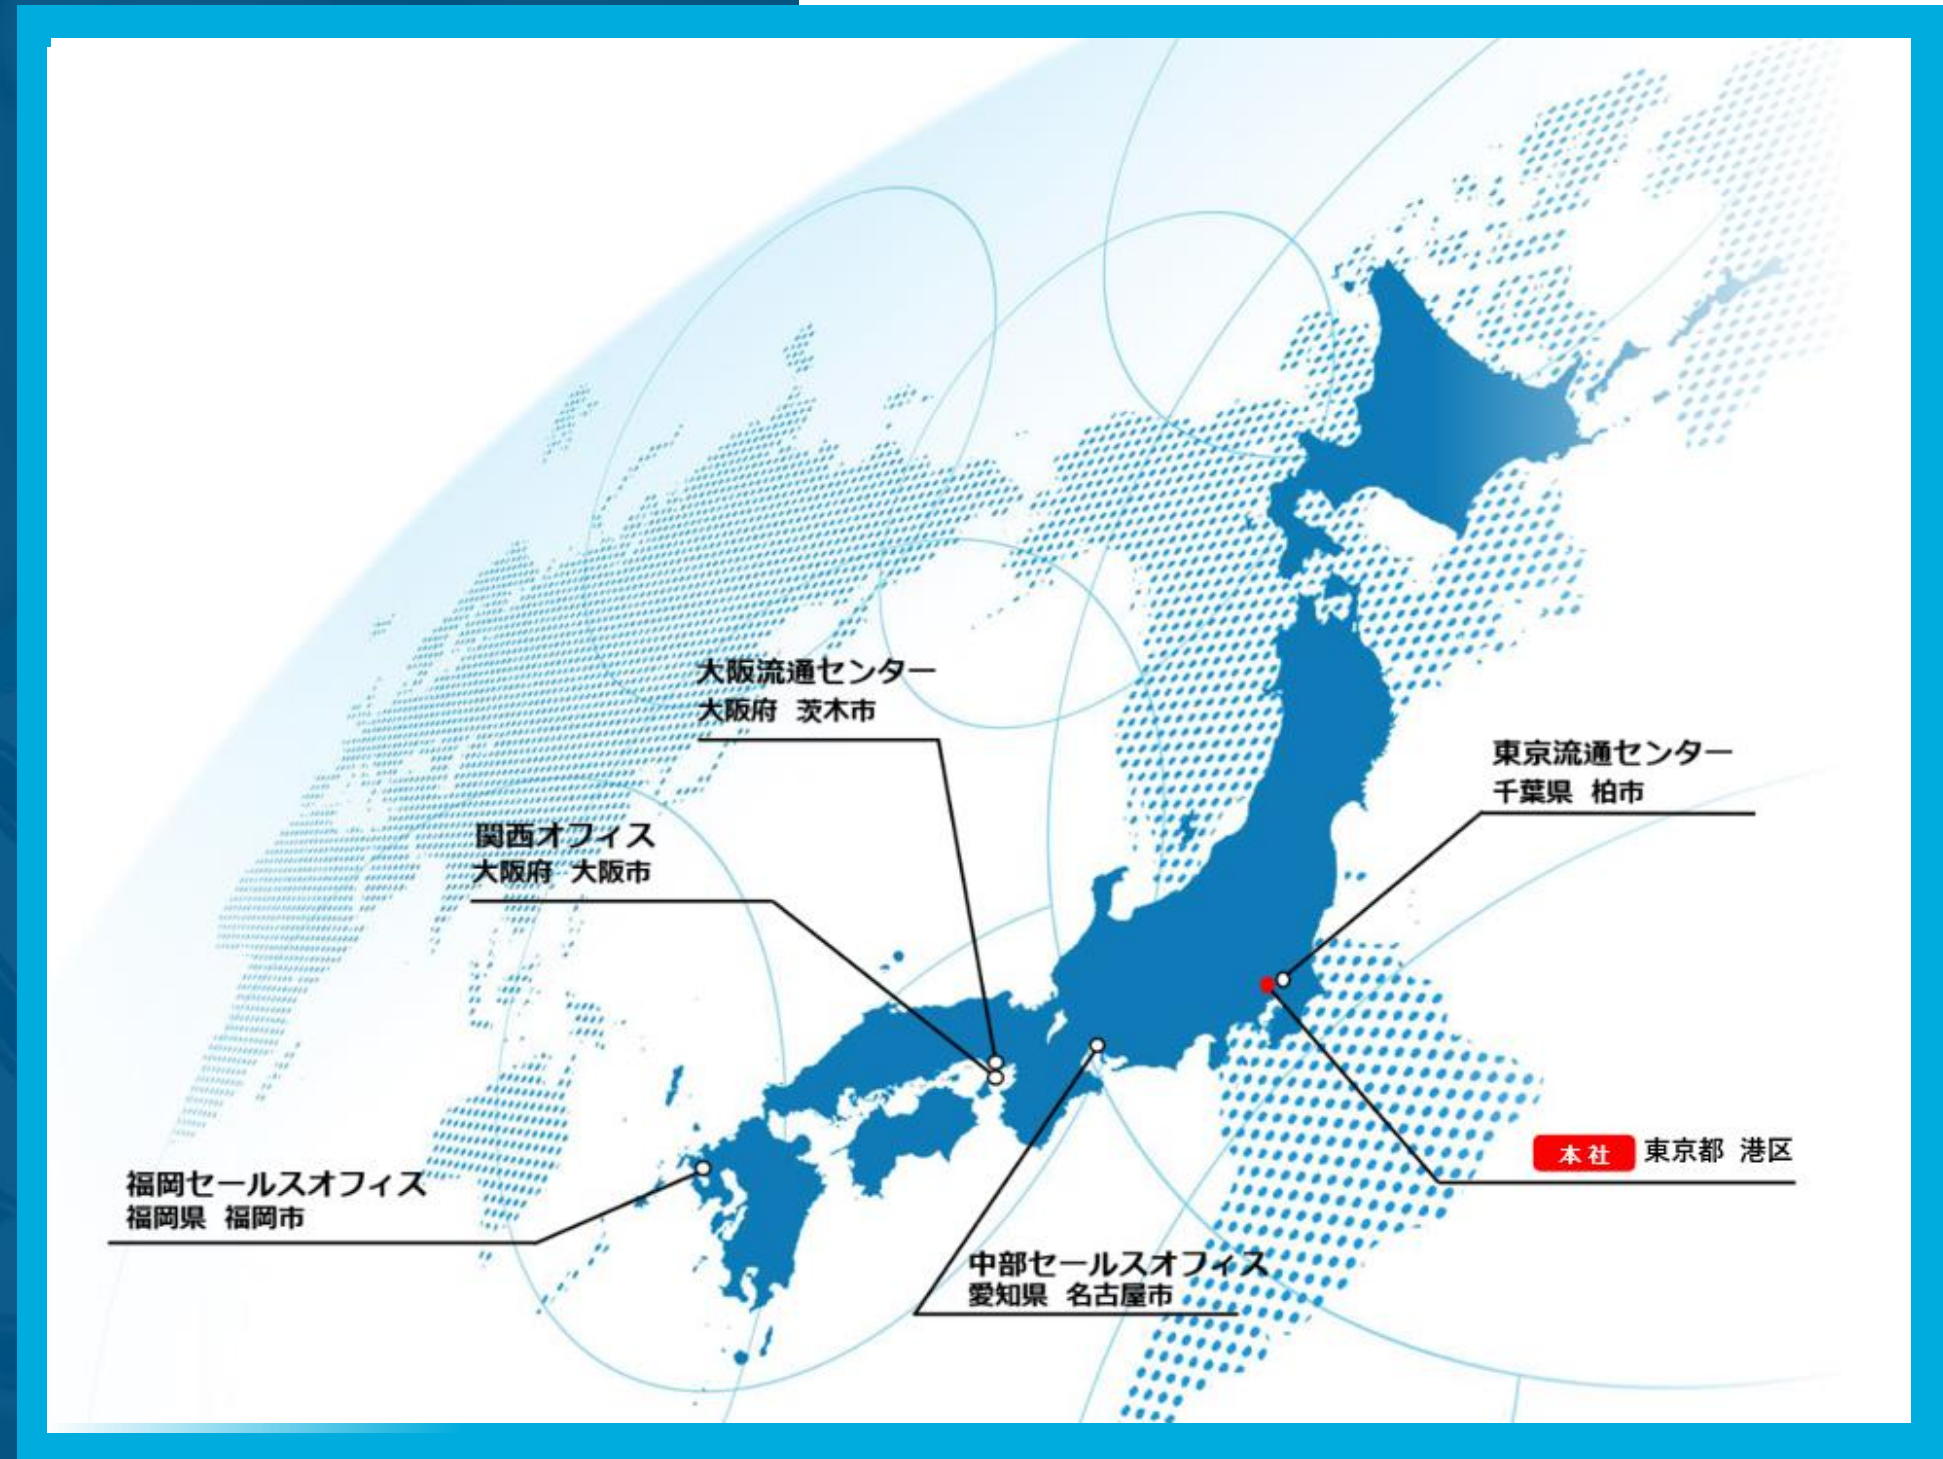 大阪流通センター
大阪府 茨木市
東京流通センター
千葉県 柏市
関西オフィス
大阪府 大阪市
本社 東京都 港区
福岡セールスオフィス
福岡県 福岡市
中部セールスオフィス
愛知県 名古屋市